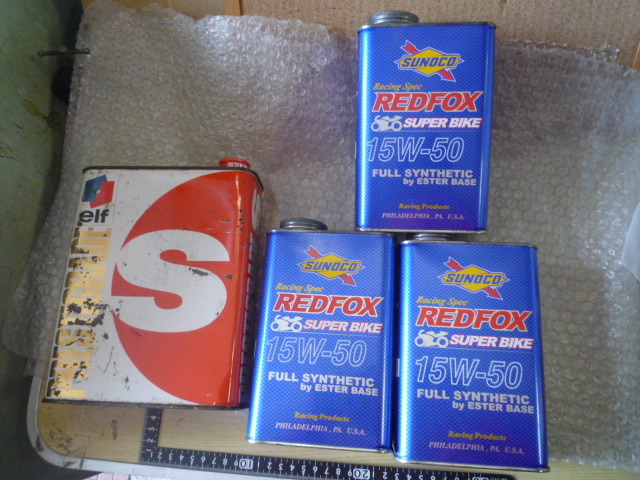 SUNOCO
Racing Spec
REDFOX
SUPER BIKE
15W-50
FULL SYNTHETIC
by ESTER BASE
Racing Products
PHILADELPHIA, PA. U.S.A.
elf
S
SUNOCO
Racing Spec
REDFOX
SUPER BIKE
15W-50
FULL SYNTHETIC
by ESTER BASE
Racing Products
PHILADELPHIA, PA. U.S.A.
SUNOCO
Racing Spec
REDFOX
SUPER BIKE
15W-50
FULL SYNTHETIC
by ESTER BASE
Racing Products
PHILADELPHIA, PA. U.S.A.